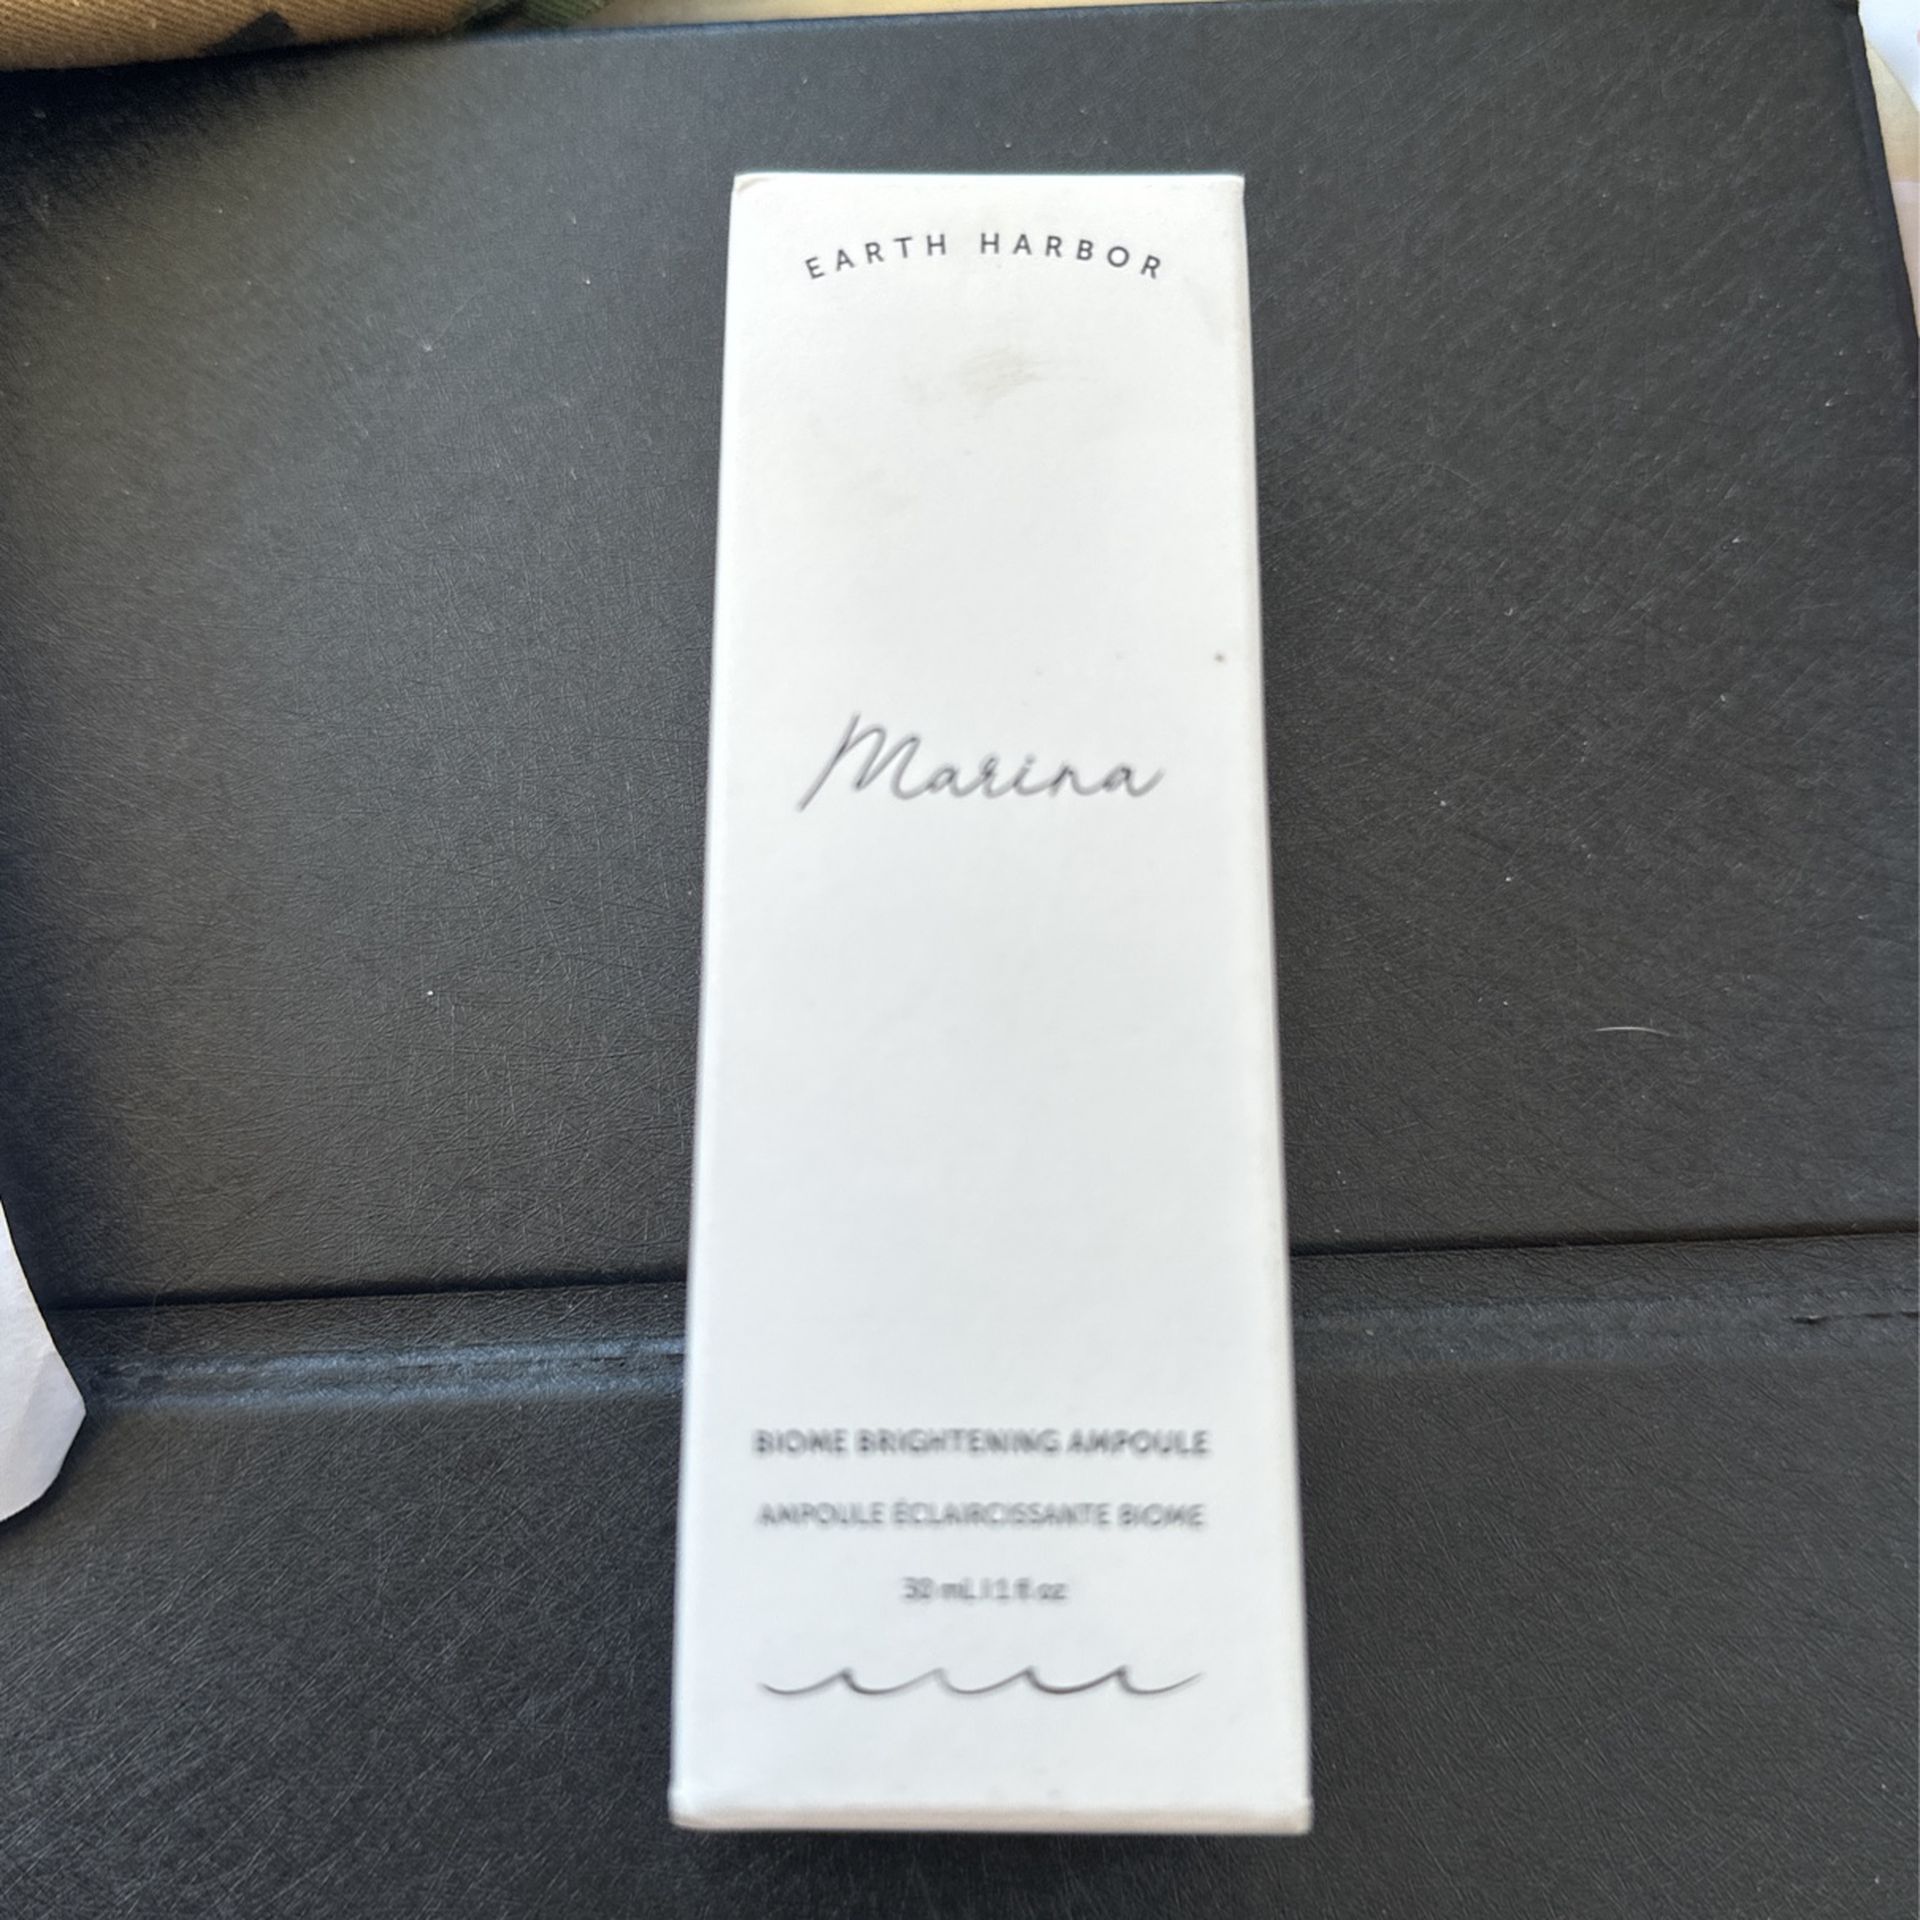 EARTH HARBOR
Marina
BIOME BRIGHTENING AMPOULE
AMPOULE ÉCLAIRCISSANTE BIOME
30 mL | 1 fl oz